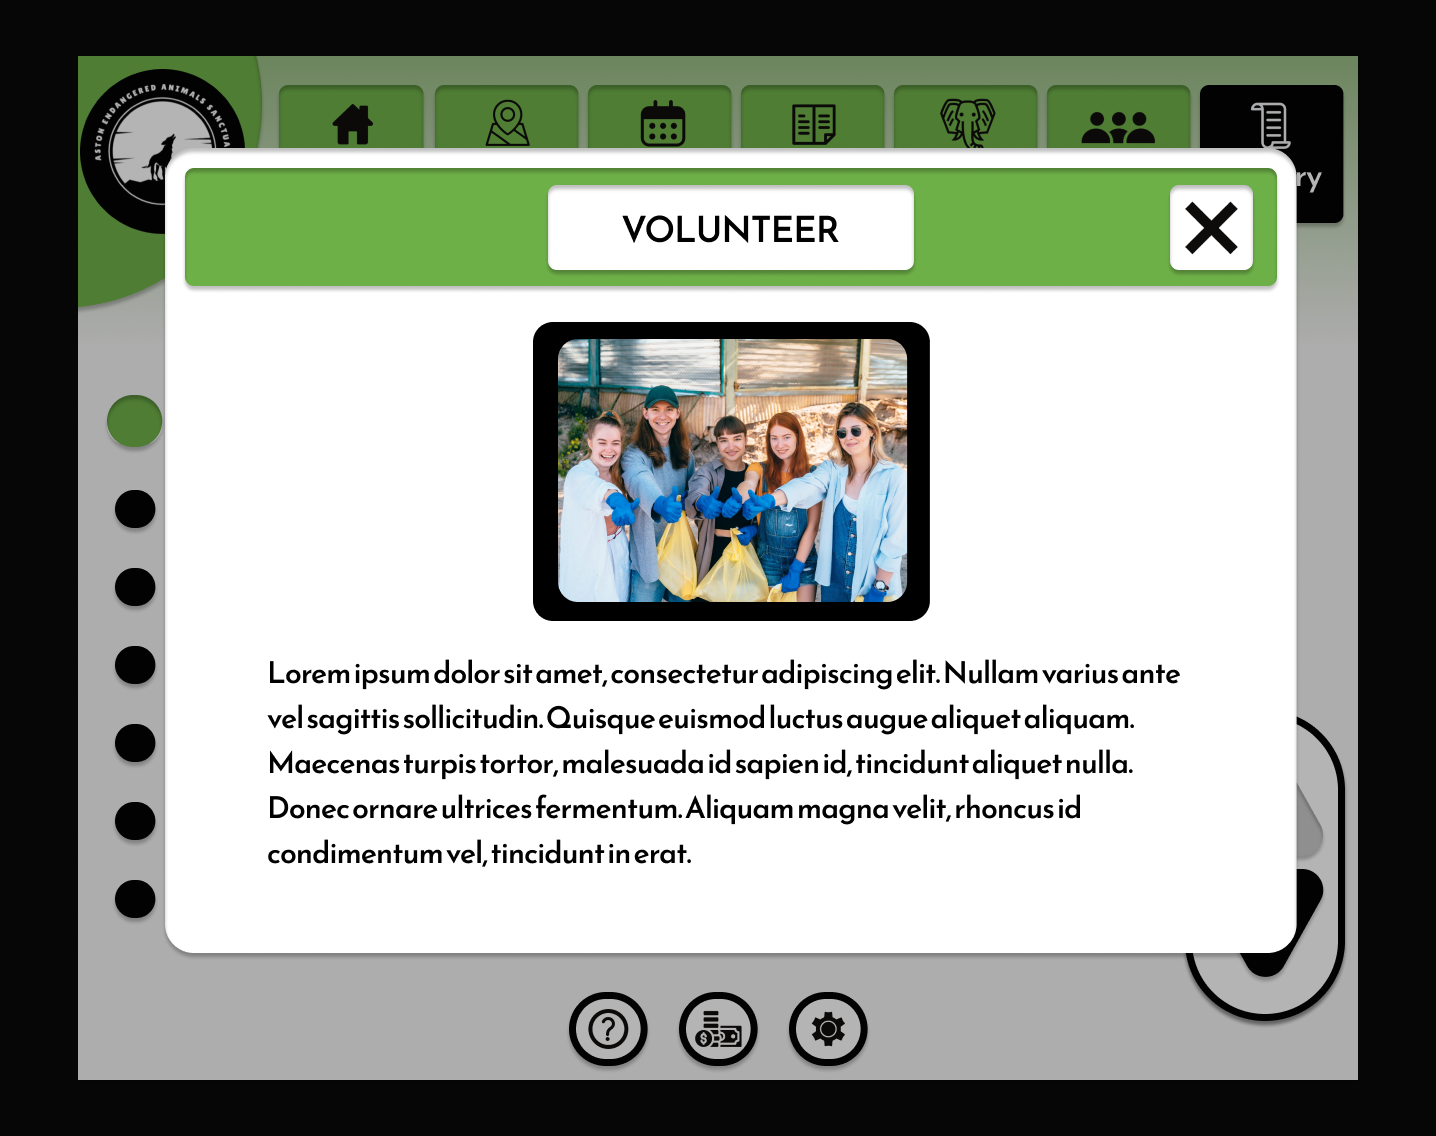 ASTON ENDANGERED ANIMALS
ry
VOLUNTEER
Lorem ipsum dolor sit amet, consectetur adipiscing elit. Nullam varius ante
vel sagittis sollicitudin. Quisque euismod luctus augue aliquet aliquam.
Maecenas turpis tortor, malesuada id sapien id, tincidunt aliquet nulla.
Donec ornare ultrices fermentum. Aliquam magna velit, rhoncus id
condimentum vel, tincidunt in erat.